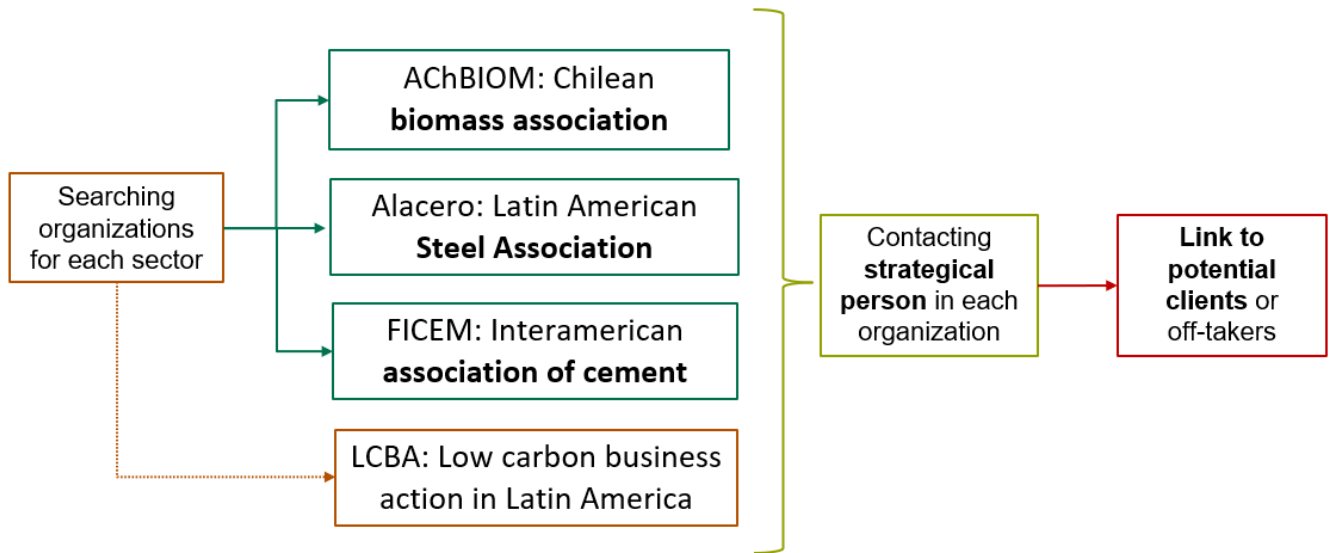 Searching
organizations
for each sector
AChBIOM: Chilean
biomass association
Alacero: Latin American
Steel Association
FICEM: Interamerican
association of cement
LCBA: Low carbon business
action in Latin America
Contacting
strategical
person in each
organization
Link to
potential
clients or
off-takers